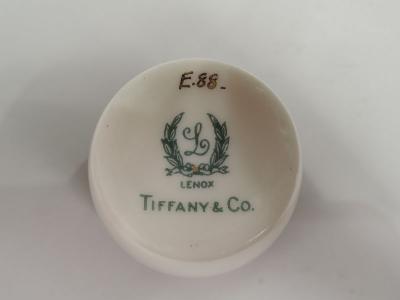 E.88.
L
LENOX
TIFFANY & CO.